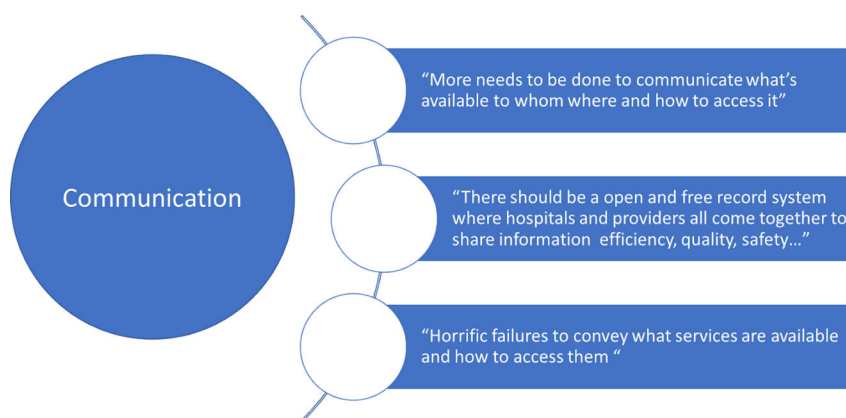 Communication
“More needs to be done to communicate what’s
available to whom where and how to access it”
“There should be a open and free record system
where hospitals and providers all come together to
share information  efficiency, quality, safety…”
“Horrific failures to convey what services are available
and how to access them “